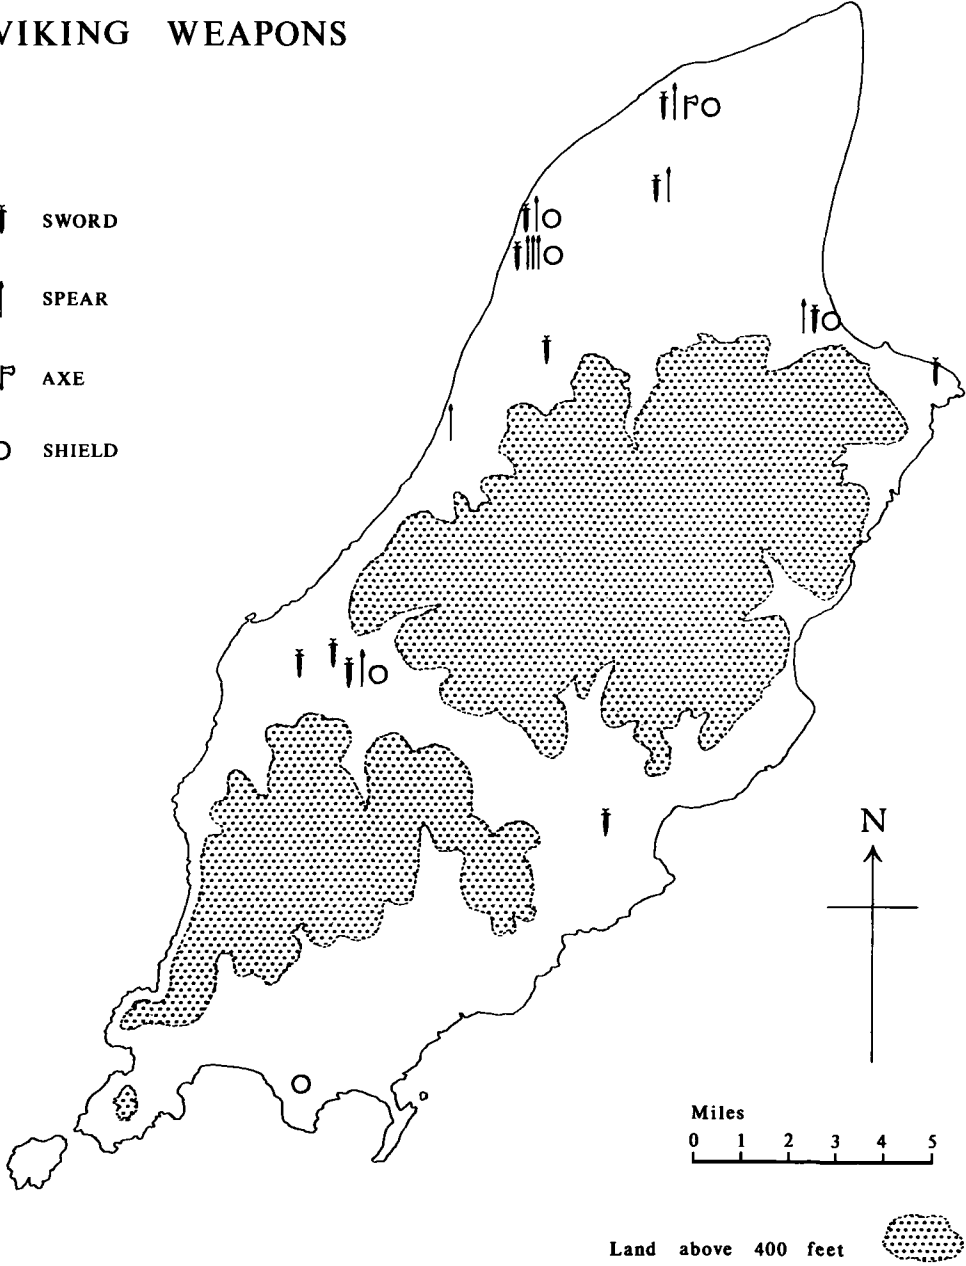 VIKING WEAPONS
SWORD
SPEAR
AXE
SHIELD
N
Miles
0 1 2 3 4 5
Land above 400 feet